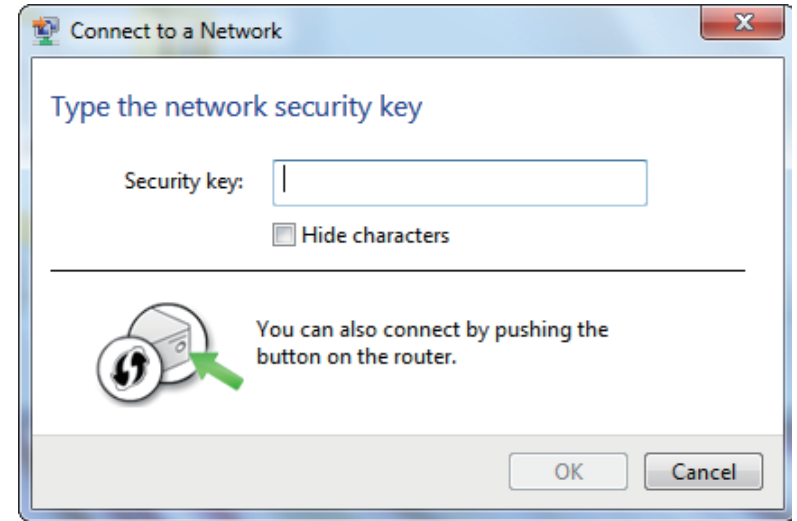 Connect to a Network
Type the network security key
Security key:
Hide characters
You can also connect by pushing the
button on the router.
OK
Cancel